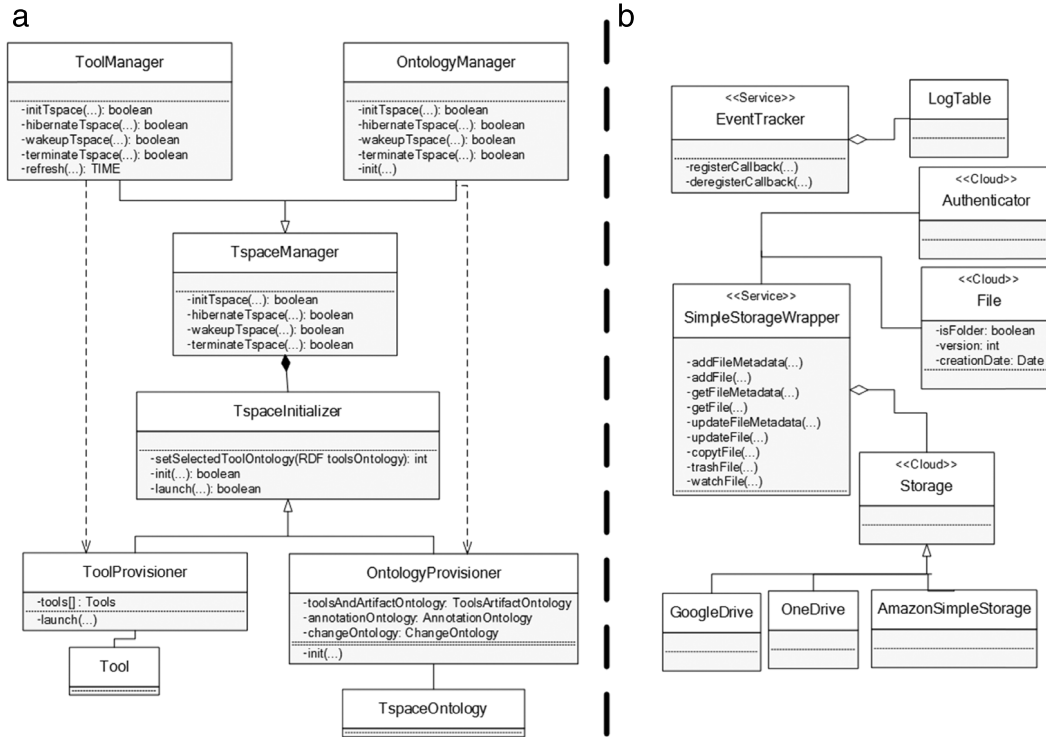 a
ToolManager
-initTspace(...): boolean
-hibernateTspace(...): boolean
-wakeupTspace(...): boolean
-terminateTspace(...): boolean
-refresh(...): TIME
OntologyManager
-initTspace(...): boolean
-hibernateTspace(...): boolean
-wakeupTspace(...): boolean
-terminateTspace(...): boolean
-init(...)
TspaceManager
-initTspace(...): boolean
-hibernateTspace(...): boolean
-wakeupTspace(...): boolean
-terminateTspace(...): boolean
TspaceInitializer
-setSelectedToolOntology(RDF toolsOntology): int
-init(...): boolean
-launch(...): boolean
ToolProvisioner
-tools[] : Tools
-launch(...)
Tool
OntologyProvisioner
-toolsAndArtifactOntology: ToolsArtifactOntology
-annotationOntology: AnnotationOntology
-changeOntology: ChangeOntology
-init(...)
TspaceOntology
b
<<Service>>
EventTracker
-registerCallback(...)
-deregisterCallback(...)
LogTable
<<Cloud>>
Authenticator
<<Cloud>>
File
-isFolder: boolean
-version: int
-creationDate: Date
<<Service>>
SimpleStorageWrapper
-addFileMetadata(...)
-addFile(...)
-getFileMetadata(...)
-getFile(...)
-updateFileMetadata(...)
-updateFile(...)
-copytFile(...)
-trashFile(...)
-watchFile(...)
<<Cloud>>
Storage
GoogleDrive
OneDrive
AmazonSimpleStorage